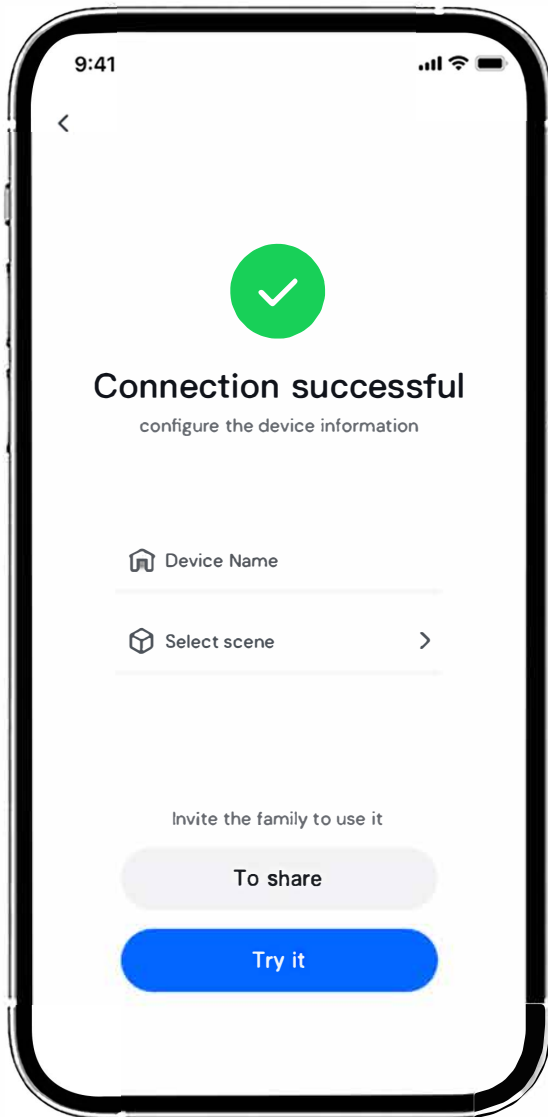 9:41
Connection successful
configure the device information
Device Name
Select scene
Invite the family to use it
To share
Try it